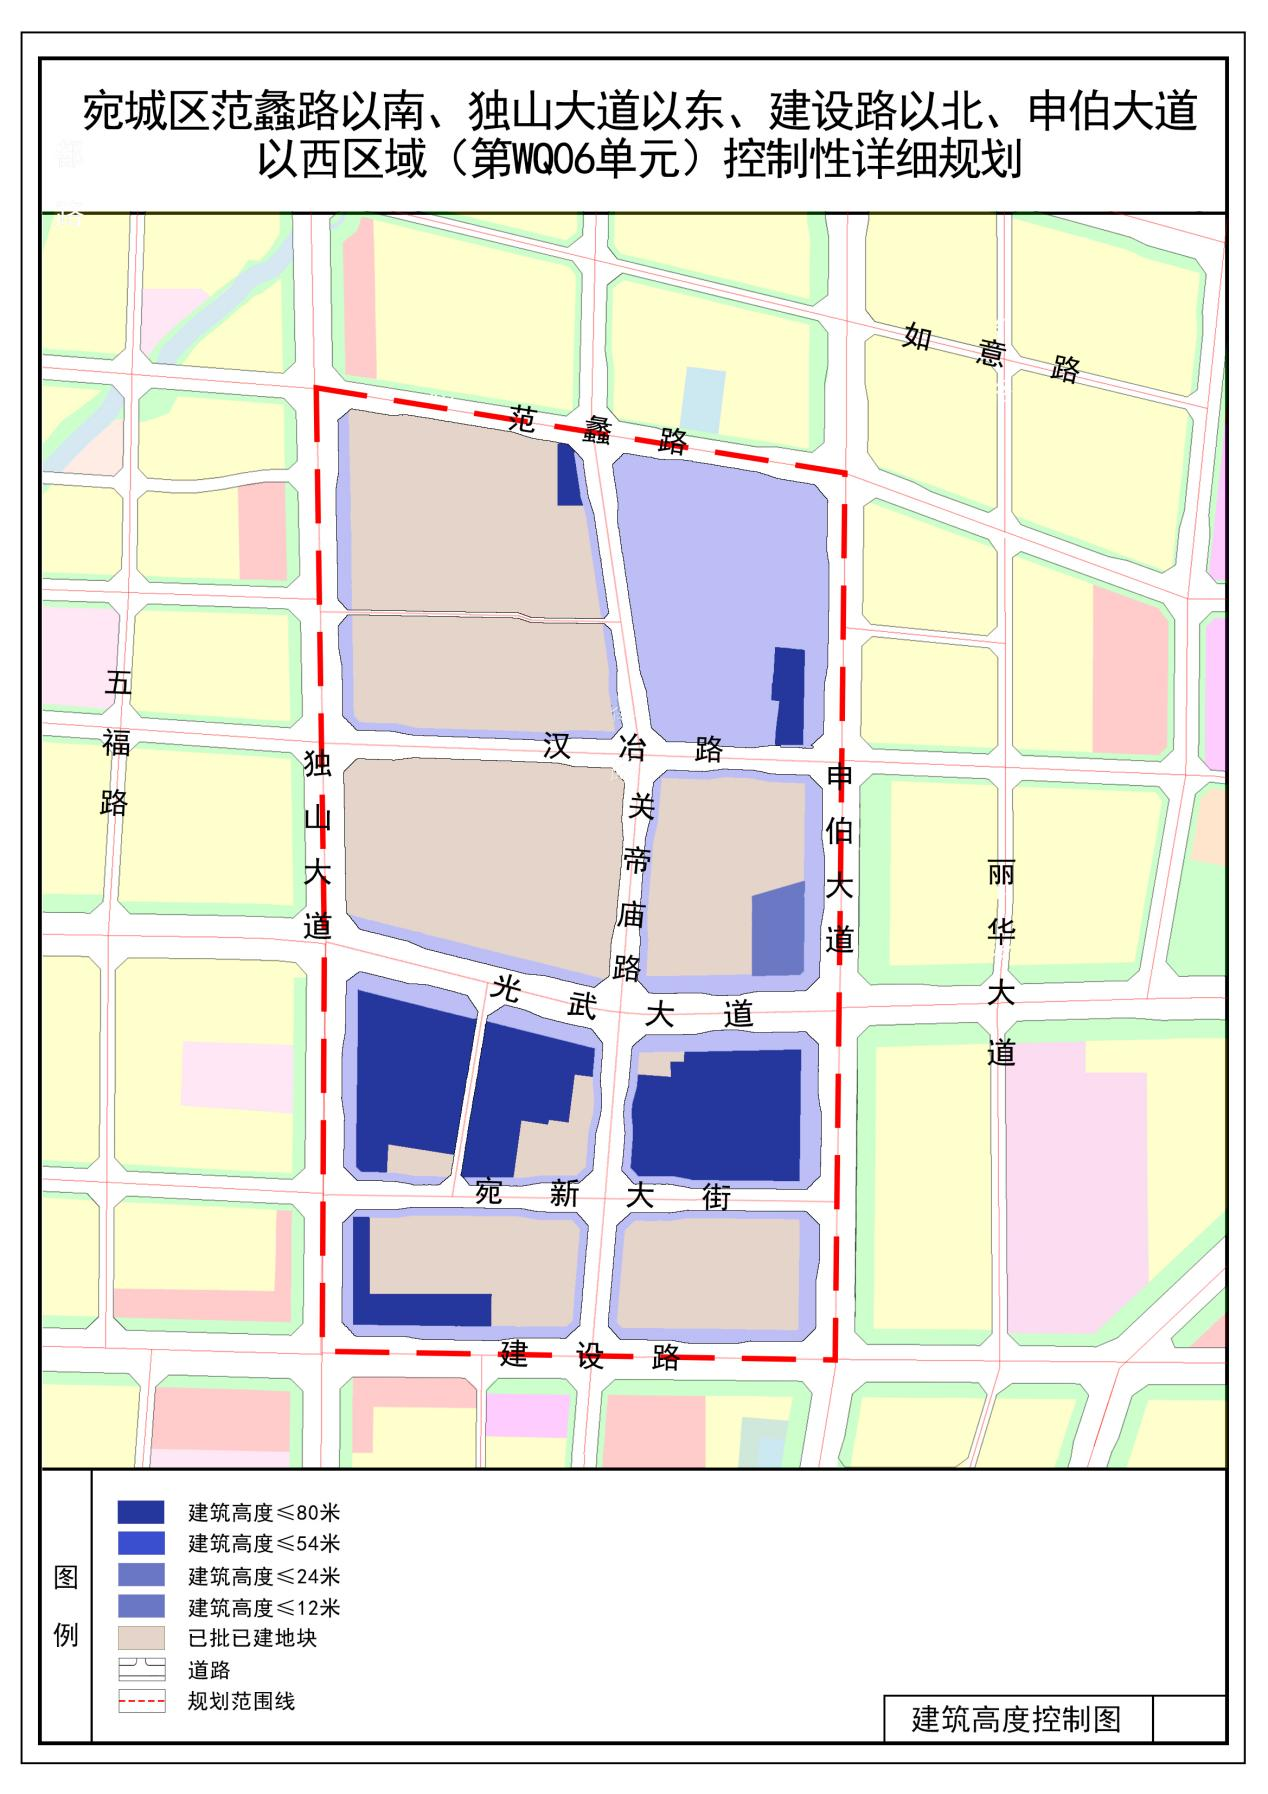 宛城区范蠡路以南、独山大道以东、建设路以北、申伯大道
以西区域（第WQ06单元）控制性详细规划
如意路
范蠡路
五福路
汉冶路
独山大道
关帝庙路
申伯大道
丽华大道
光武大道
宛新大街
建设路
图例
建筑高度≤80米
建筑高度≤54米
建筑高度≤24米
建筑高度≤12米
已批已建地块
道路
规划范围线
建筑高度控制图